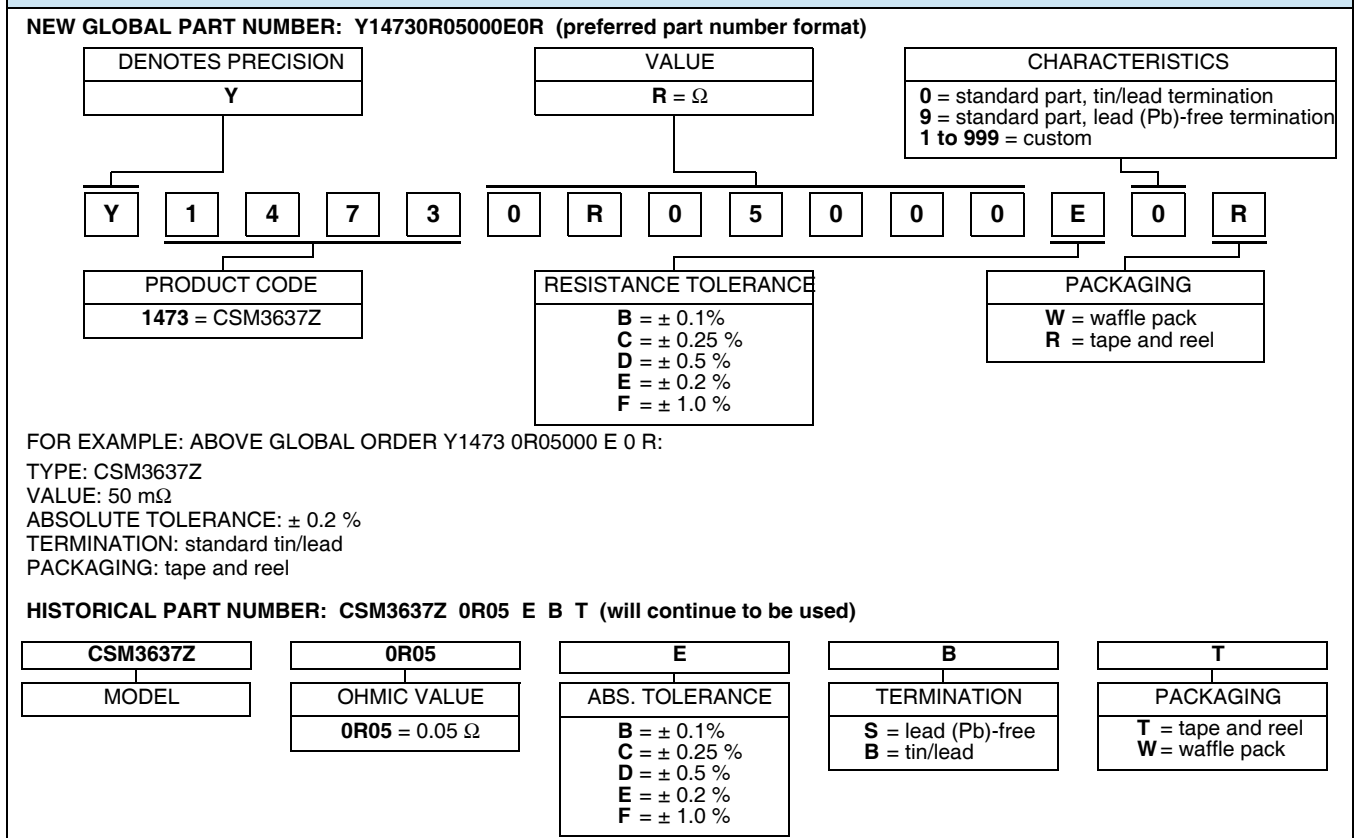 NEW GLOBAL PART NUMBER: Y14730R05000E0R (preferred part number format)
DENOTES PRECISION
Y
VALUE
R = Ω
CHARACTERISTICS
0 = standard part, tin/lead termination
9 = standard part, lead (Pb)-free termination
1 to 999 = custom
Y 1 4 7 3 0 R 0 5 0 0 0 E 0 R
PRODUCT CODE
1473 = CSM3637Z
RESISTANCE TOLERANCE
B = ± 0.1%
C = ± 0.25 %
D = ± 0.5 %
E = ± 0.2 %
F = ± 1.0 %
PACKAGING
W = waffle pack
R = tape and reel
FOR EXAMPLE: ABOVE GLOBAL ORDER Y1473 0R05000 E 0 R:
TYPE: CSM3637Z
VALUE: 50 mΩ
ABSOLUTE TOLERANCE: ± 0.2 %
TERMINATION: standard tin/lead
PACKAGING: tape and reel
HISTORICAL PART NUMBER: CSM3637Z 0R05 E B T (will continue to be used)
CSM3637Z
MODEL
0R05
OHMIC VALUE
0R05 = 0.05 Ω
E
ABS. TOLERANCE
B = ± 0.1%
C = ± 0.25 %
D = ± 0.5 %
E = ± 0.2 %
F = ± 1.0 %
B
TERMINATION
S = lead (Pb)-free
B = tin/lead
T
PACKAGING
T = tape and reel
W = waffle pack